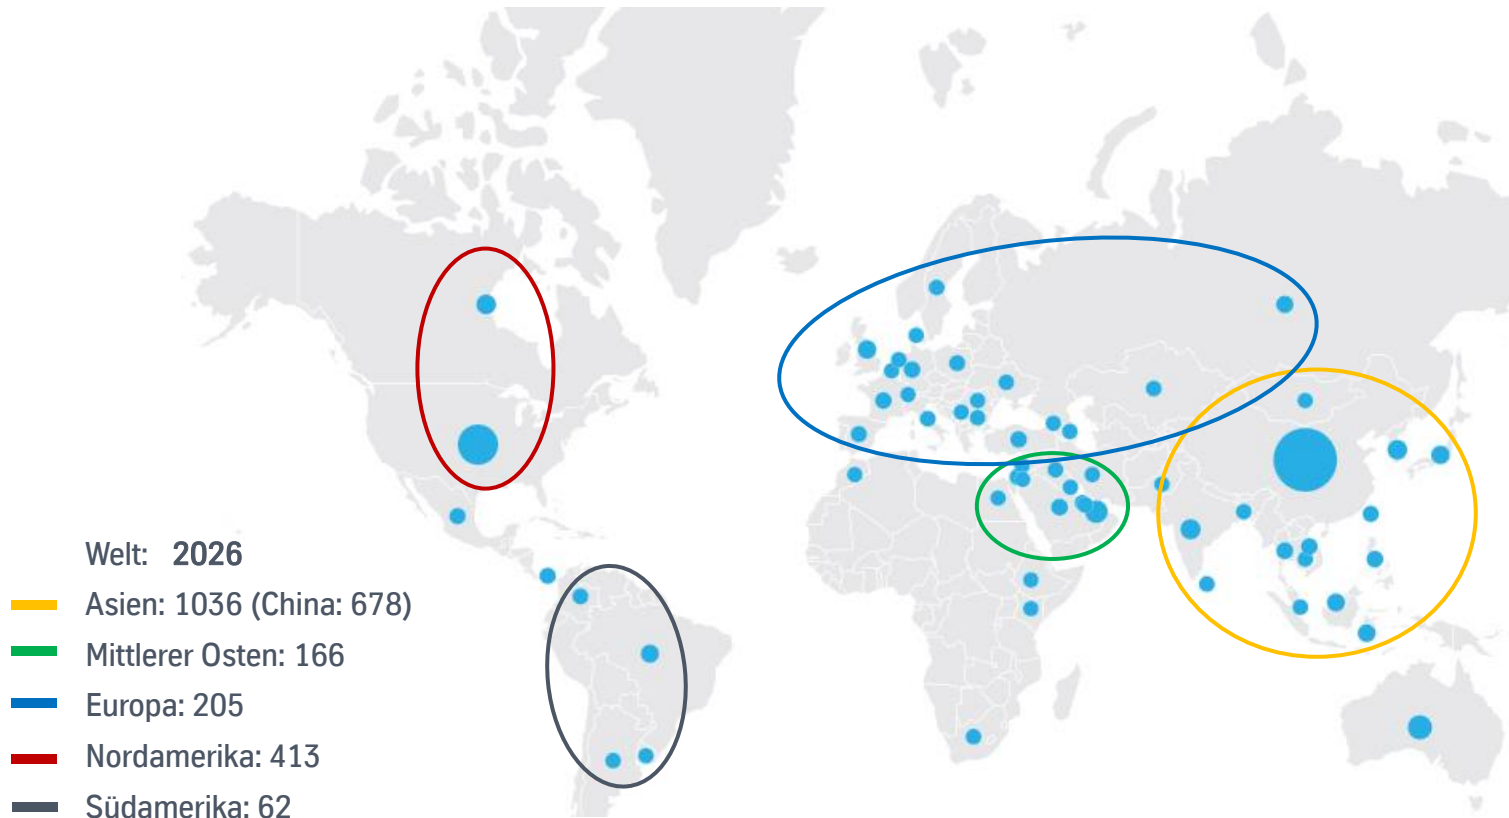 Welt: 2026
Asien: 1036 (China: 678)
Mittlerer Osten: 166
Europa: 205
Nordamerika: 413
Südamerika: 62